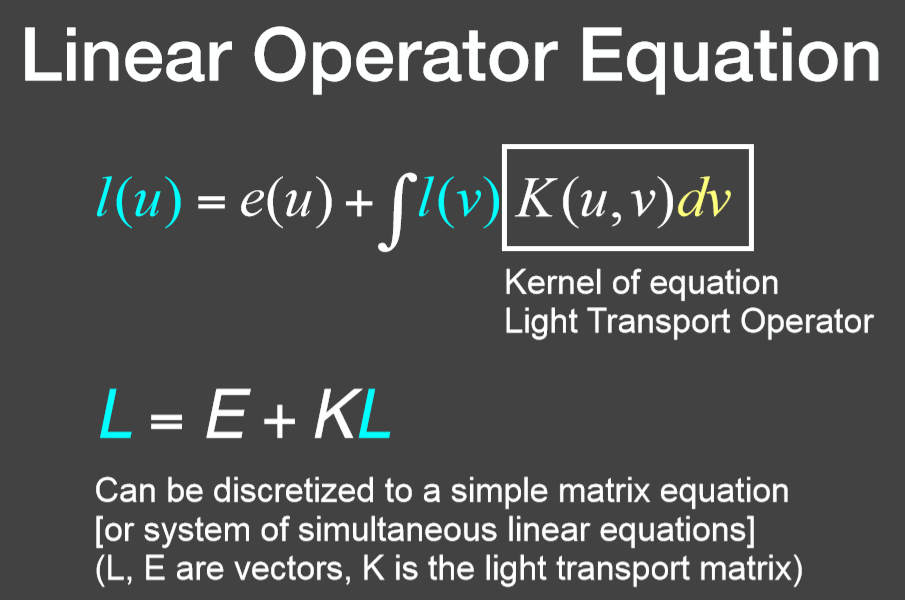 Linear Operator Equation
l(u) = e(u) + ∫ l(v) K(u, v)dv
Kernel of equation
Light Transport Operator
L = E + KL
Can be discretized to a simple matrix equation
[or system of simultaneous linear equations]
(L, E are vectors, K is the light transport matrix)